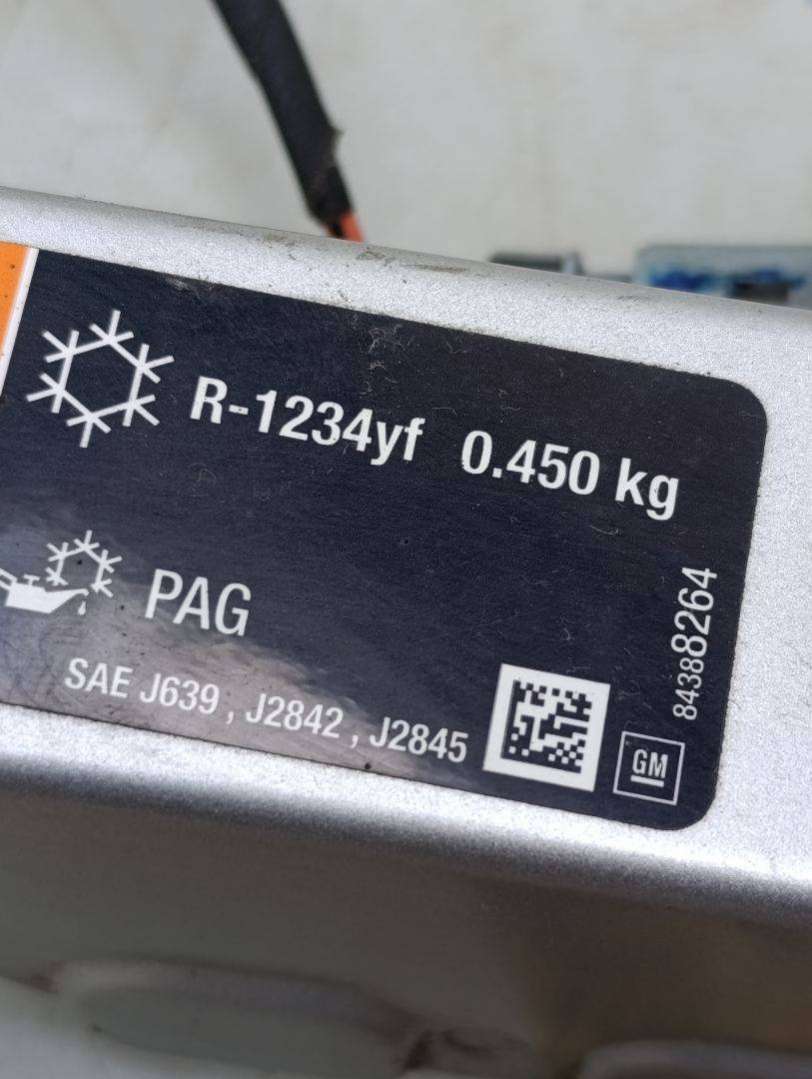 R-1234yf 0.450 kg
PAG
SAE J639 , J2842 , J2845
84388264
GM